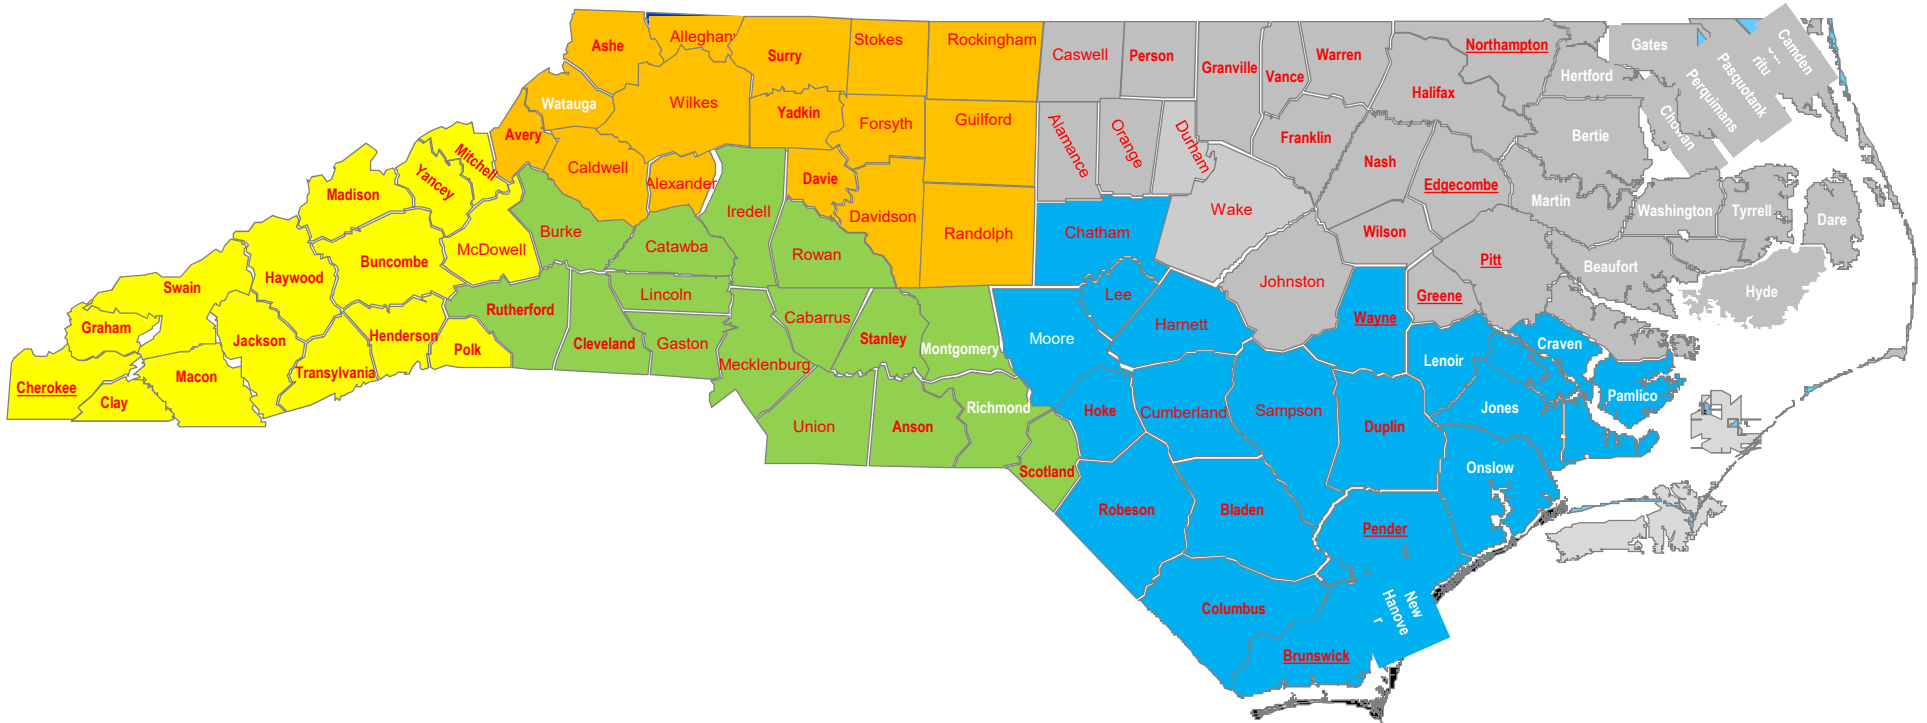 Ashe
Alleghany
Surry
Stokes
Rockingham
Caswell
Person
Granville
Vance
Warren
Northampton
Gates
Hertford
Camden
ritu
Pasquotank
Perquimans
Chowan
Watauga
Wilkes
Yadkin
Forsyth
Guilford
Alamance
Orange
Durham
Franklin
Halifax
Nash
Edgecombe
Bertie
Martin
Washington
Tyrrell
Dare
Avery
Mitchell
Yancey
Madison
Caldwell
Alexander
Davie
Davidson
Iredell
Randolph
Chatham
Wake
Wilson
Pitt
Beaufort
Hyde
McDowell
Burke
Catawba
Rowan
Buncombe
Haywood
Swain
Graham
Cherokee
Clay
Macon
Jackson
Transylvania
Henderson
Polk
Rutherford
Cleveland
Lincoln
Gaston
Cabarrus
Mecklenburg
Stanley
Montgomery
Moore
Lee
Harnett
Johnston
Greene
Wayne
Lenoir
Craven
Pamlico
Jones
Onslow
Union
Anson
Richmond
Scotland
Hoke
Cumberland
Sampson
Duplin
Robeson
Bladen
Pender
Columbus
Brunswick
New
Hanove
r